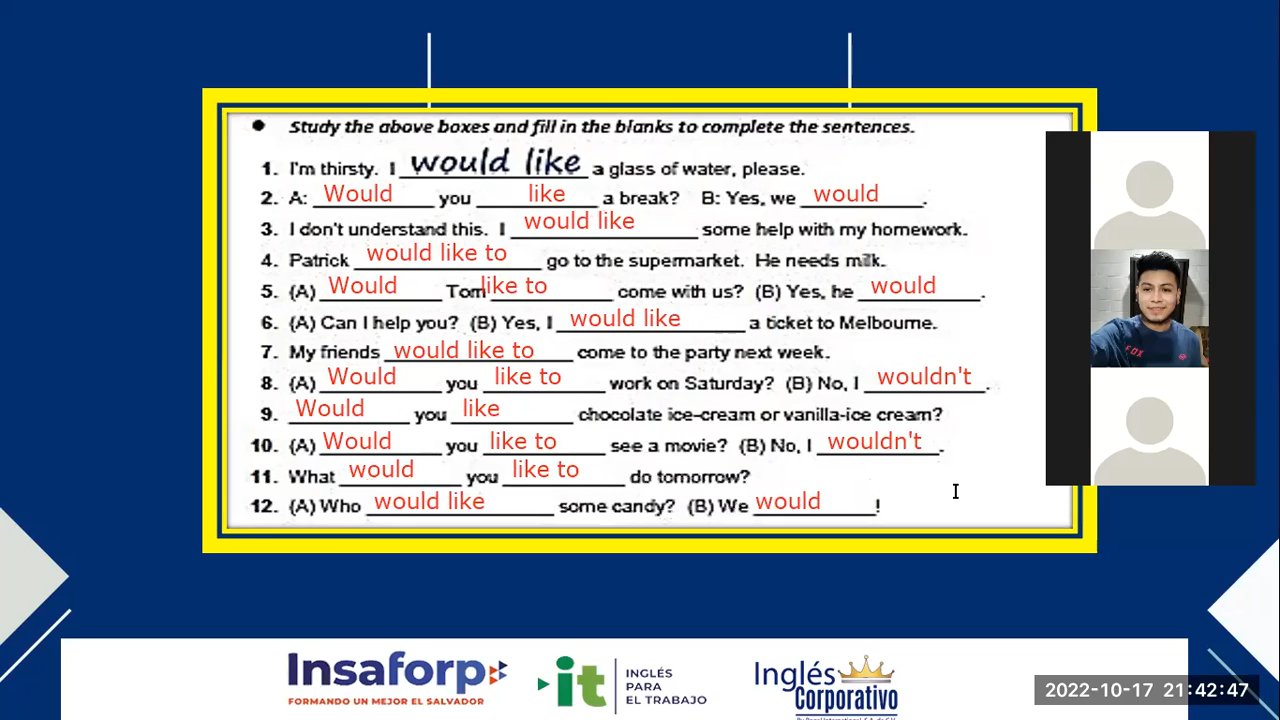 Study the above boxes and fill in the blanks to complete the sentences.
1. I'm thirsty. I would like a glass of water, please.
2. A: Would you like a break? B: Yes, we would.
3. I don't understand this. I would like some help with my homework.
4. Patrick would like to go to the supermarket. He needs milk.
5. (A) Would Tom like to come with us? (B) Yes, he would.
6. (A) Can I help you? (B) Yes, I would like a ticket to Melbourne.
7. My friends would like to come to the party next week.
8. (A) Would you like to work on Saturday? (B) No, I wouldn't.
9. Would you like chocolate ice-cream or vanilla-ice cream?
10. (A) Would you like to see a movie? (B) No, I wouldn't.
11. What would you like to do tomorrow?
12. (A) Who would like some candy? (B) We would!
FOX
Insaforp
FORMANDO UN MEJOR EL SALVADOR
it
INGLÉS
PARA
EL TRABAJO
Inglés
Corporativo
2022-10-17 21:42:47